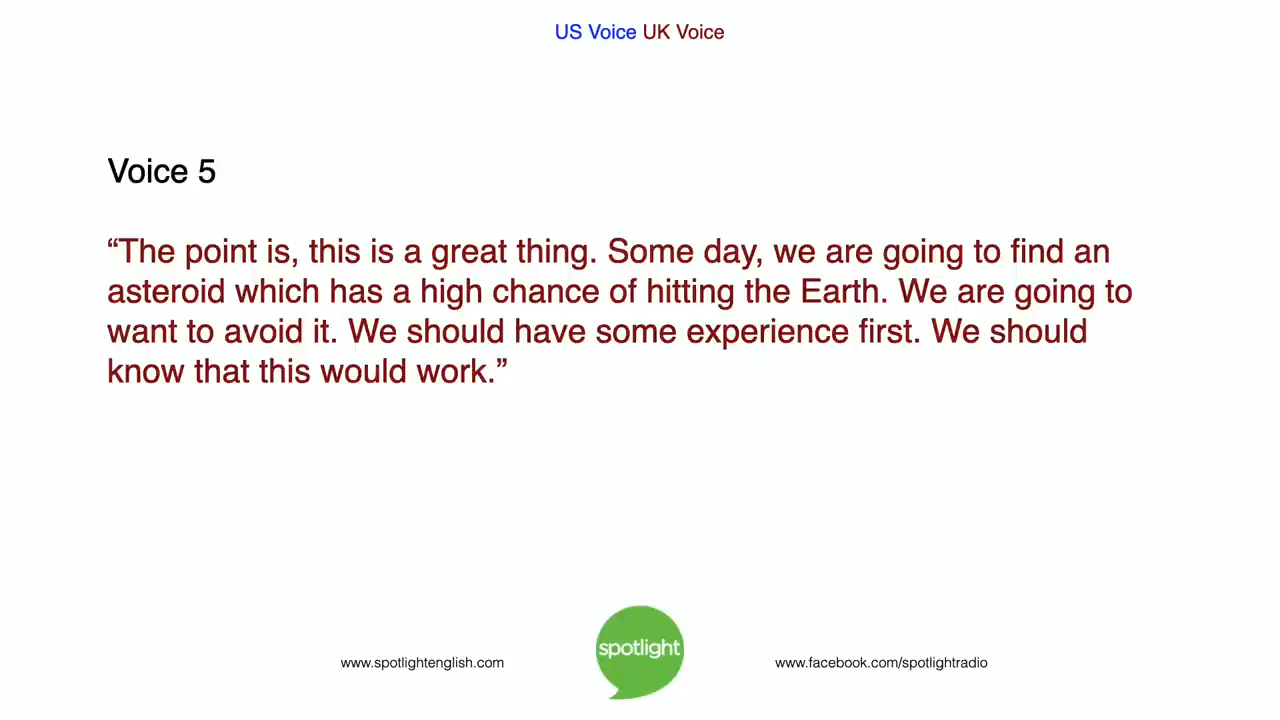 US Voice UK Voice
Voice 5
“The point is, this is a great thing. Some day, we are going to find an
asteroid which has a high chance of hitting the Earth. We are going to
want to avoid it. We should have some experience first. We should
know that this would work.”
spotlight
www.spotlightenglish.com
www.facebook.com/spotlightradio